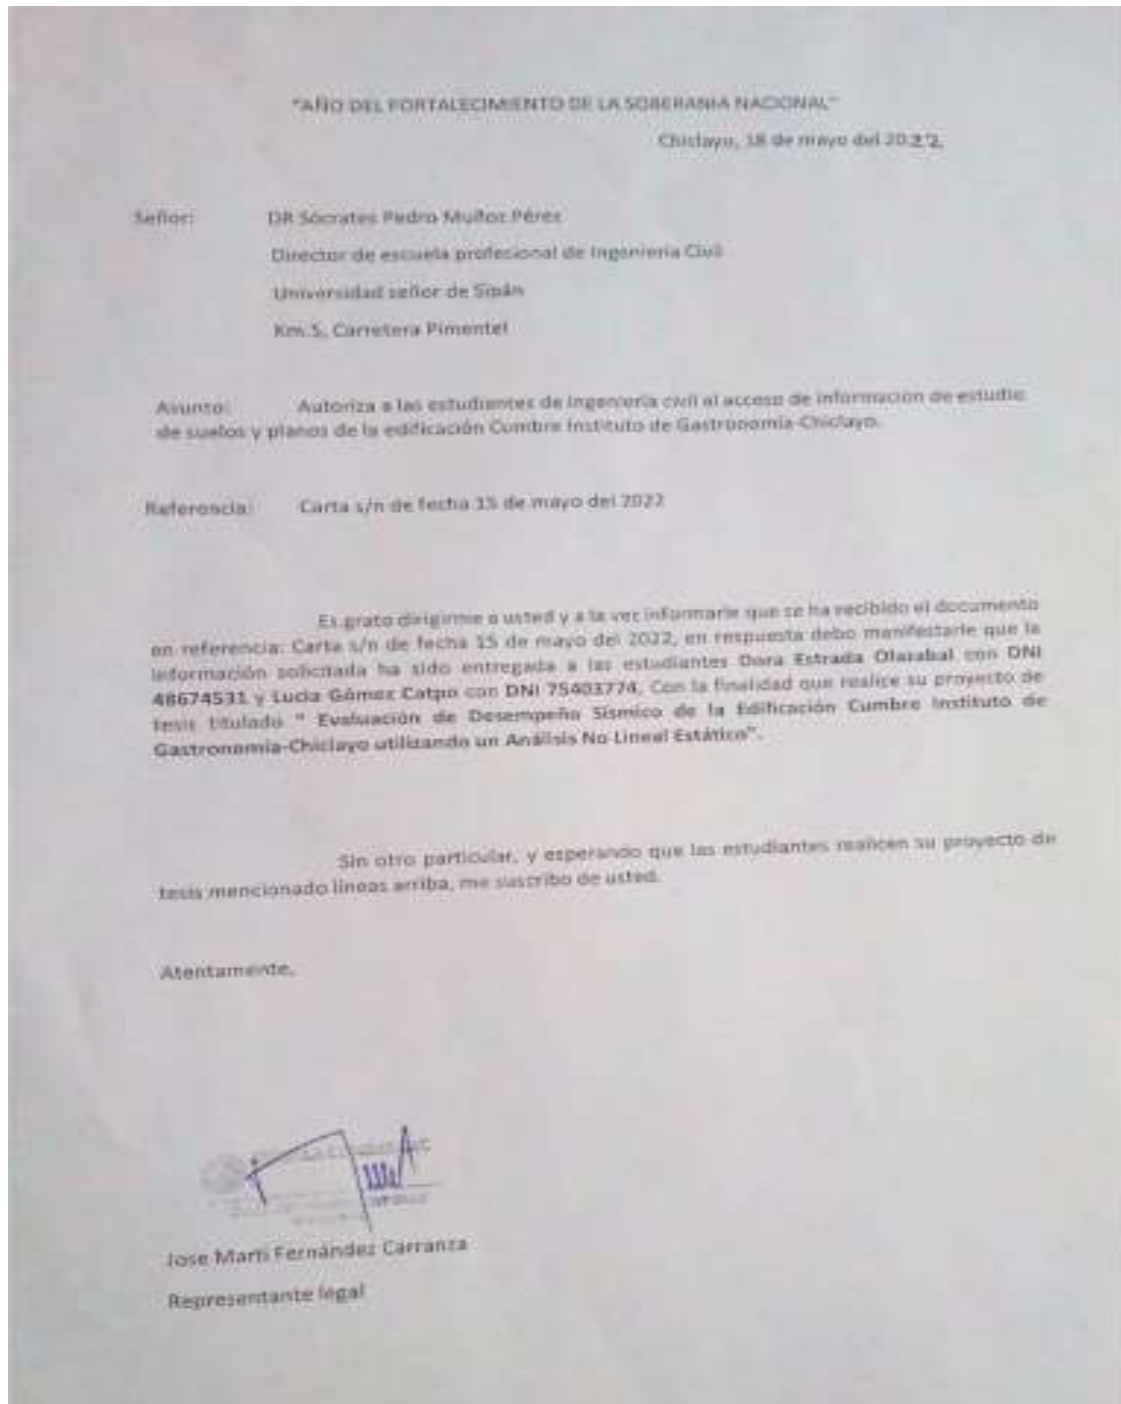 "AÑO DEL FORTALECIMIENTO DE LA SOBERANIA NACIONAL"
Chiclayo, 18 de mayo del 2022.
Señor: DR Sócrates Pedro Muñoz Pérez
Director de escuela profesional de Ingeniería Civil
Universidad señor de Sipán
Km.5, Carretera Pimentel
Asunto: Autoriza a las estudiantes de ingeniería civil al acceso de información de estudio
de suelos y planos de la edificación Cumbre Instituto de Gastronomía-Chiclayo.
Referencia: Carta s/n de fecha 15 de mayo del 2022
Es grato dirigirme a usted y a la vez informarle que se ha recibido el documento
en referencia: Carta s/n de fecha 15 de mayo del 2022, en respuesta debo manifestarle que la
información solicitada ha sido entregada a las estudiantes Dora Estrada Olazabal con DNI
48674531 y Lucia Gómez Catpo con DNI 75403774, Con la finalidad que realice su proyecto de
tesis titulado " Evaluación de Desempeño Sísmico de la Edificación Cumbre Instituto de
Gastronomía-Chiclayo utilizando un Análisis No Lineal Estático".
Sin otro particular, y esperando que las estudiantes realicen su proyecto de
tesis mencionado líneas arriba, me suscribo de usted.
Atentamente,
Jose Martí Fernández Carranza
Representante legal